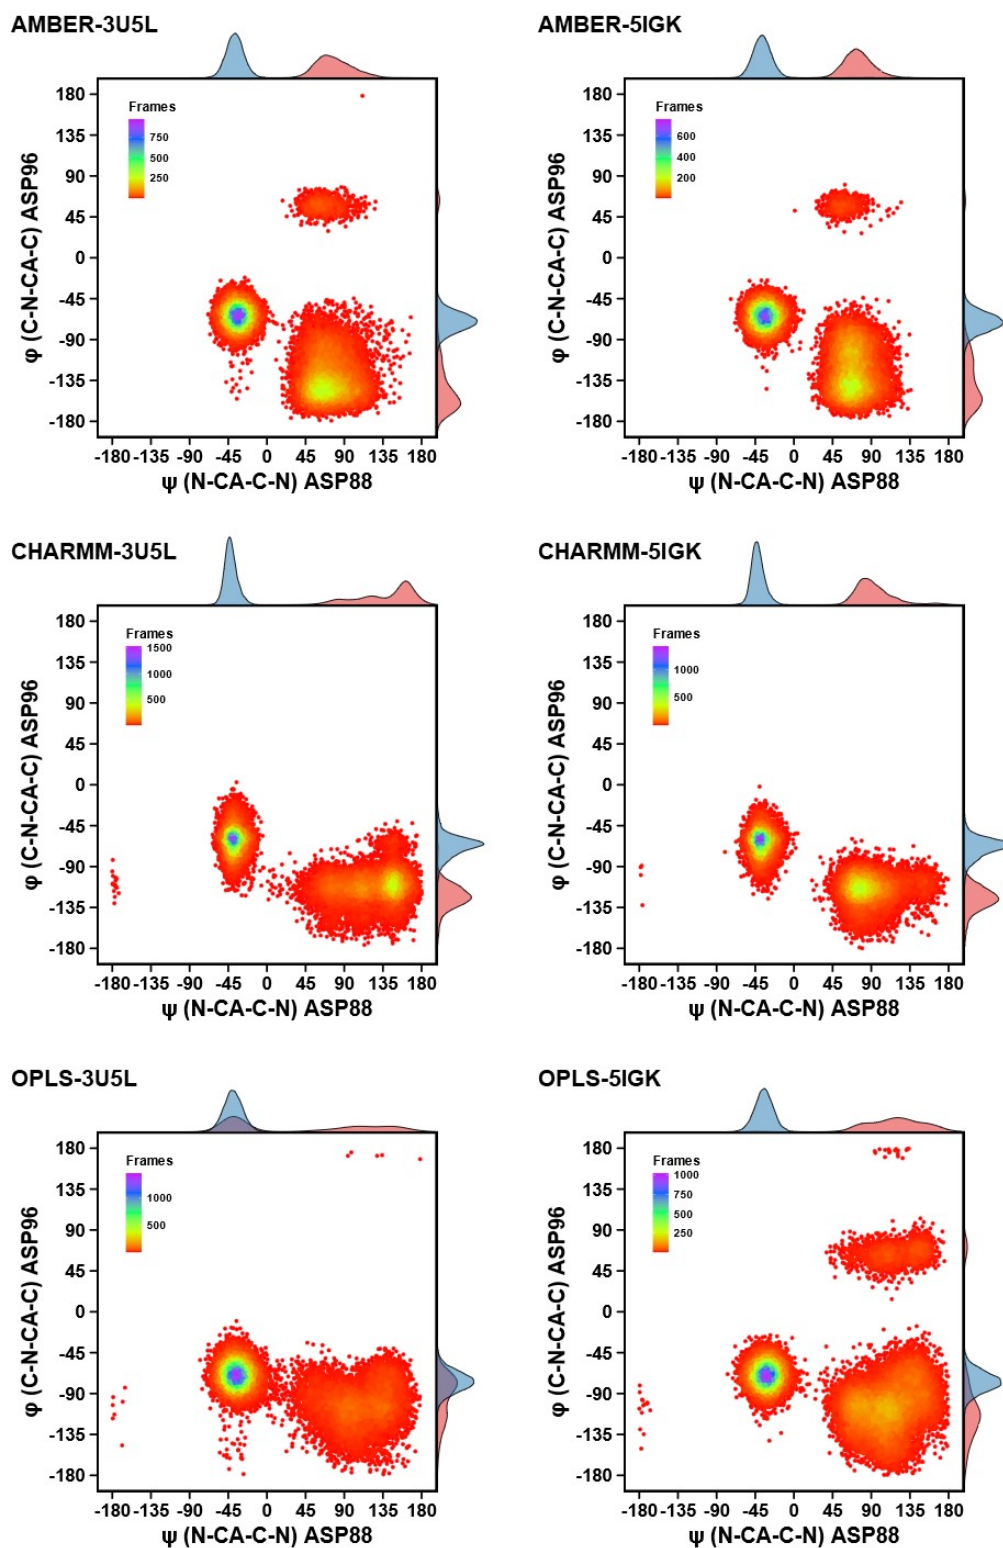 AMBER-3U5L
AMBER-5IGK
Frames
750
500
250
180
135
90
45
0
-45
-90
-135
-180
φ (C-N-CA-C) ASP96
-180 -135 -90 -45 0 45 90 135 180
ψ (N-CA-C-N) ASP88
Frames
600
400
200
180
135
90
45
0
-45
-90
-135
-180
φ (C-N-CA-C) ASP96
-180 -135 -90 -45 0 45 90 135 180
ψ (N-CA-C-N) ASP88
CHARMM-3U5L
CHARMM-5IGK
Frames
1500
1000
500
180
135
90
45
0
-45
-90
-135
-180
φ (C-N-CA-C) ASP96
-180 -135 -90 -45 0 45 90 135 180
ψ (N-CA-C-N) ASP88
Frames
1000
500
180
135
90
45
0
-45
-90
-135
-180
φ (C-N-CA-C) ASP96
-180 -135 -90 -45 0 45 90 135 180
ψ (N-CA-C-N) ASP88
OPLS-3U5L
OPLS-5IGK
Frames
1000
500
180
135
90
45
0
-45
-90
-135
-180
φ (C-N-CA-C) ASP96
-180 -135 -90 -45 0 45 90 135 180
ψ (N-CA-C-N) ASP88
Frames
1000
750
500
250
180
135
90
45
0
-45
-90
-135
-180
φ (C-N-CA-C) ASP96
-180 -135 -90 -45 0 45 90 135 180
ψ (N-CA-C-N) ASP88